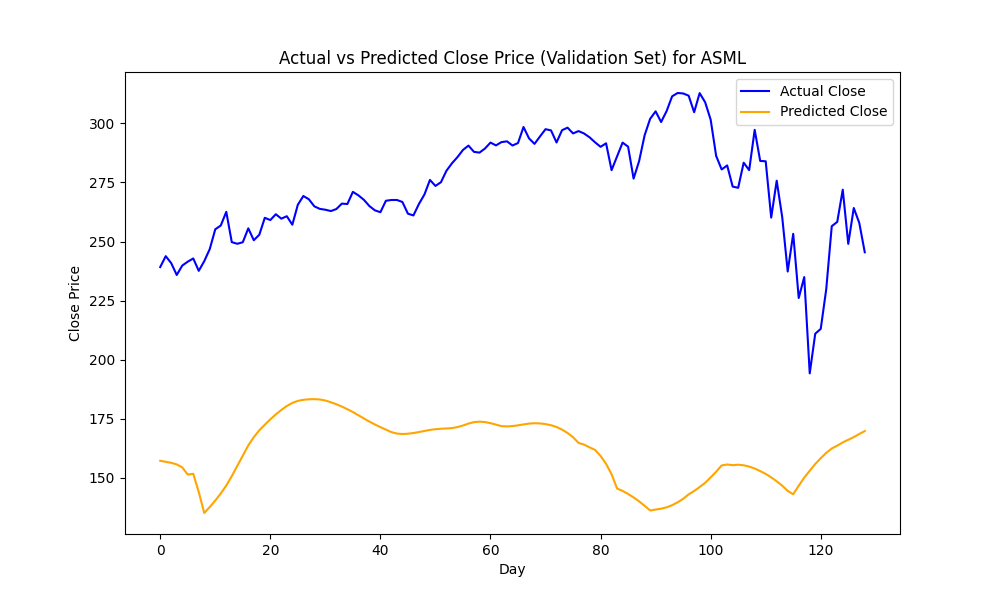 Actual vs Predicted Close Price (Validation Set) for ASML
Actual Close
Predicted Close
Close Price
300
275
250
225
200
175
150
0 20 40 60 80 100 120
Day